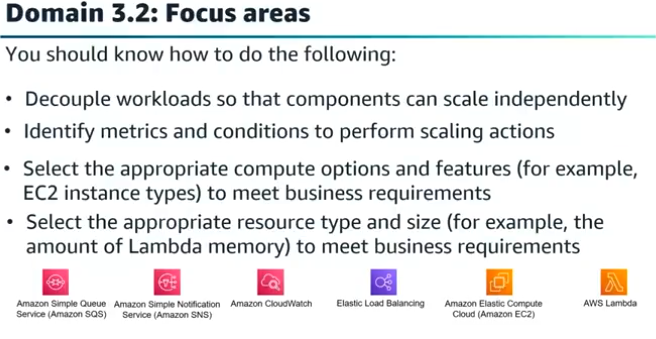 Domain 3.2: Focus areas
You should know how to do the following:
• Decouple workloads so that components can scale independently
• Identify metrics and conditions to perform scaling actions
• Select the appropriate compute options and features (for example,
EC2 instance types) to meet business requirements
• Select the appropriate resource type and size (for example, the
amount of Lambda memory) to meet business requirements
Amazon Simple Queue
Service (Amazon SQS)
Amazon Simple Notification
Service (Amazon SNS)
Amazon CloudWatch
Elastic Load Balancing
Amazon Elastic Compute
Cloud (Amazon EC2)
AWS Lambda